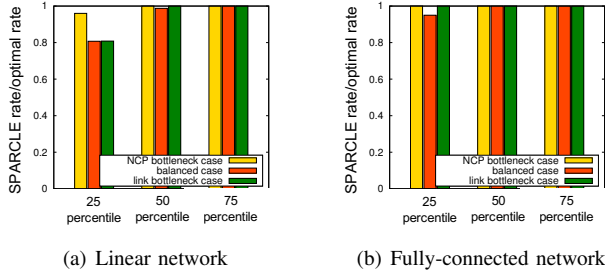 SPARCLE rate/optimal rate
1
0.8
0.6
0.4
0.2
0
NCP bottleneck case
balanced case
link bottleneck case
25 50 75
percentile percentile percentile
(a) Linear network
SPARCLE rate/optimal rate
1
0.8
0.6
0.4
0.2
0
NCP bottleneck case
balanced case
link bottleneck case
25 50 75
percentile percentile percentile
(b) Fully-connected network